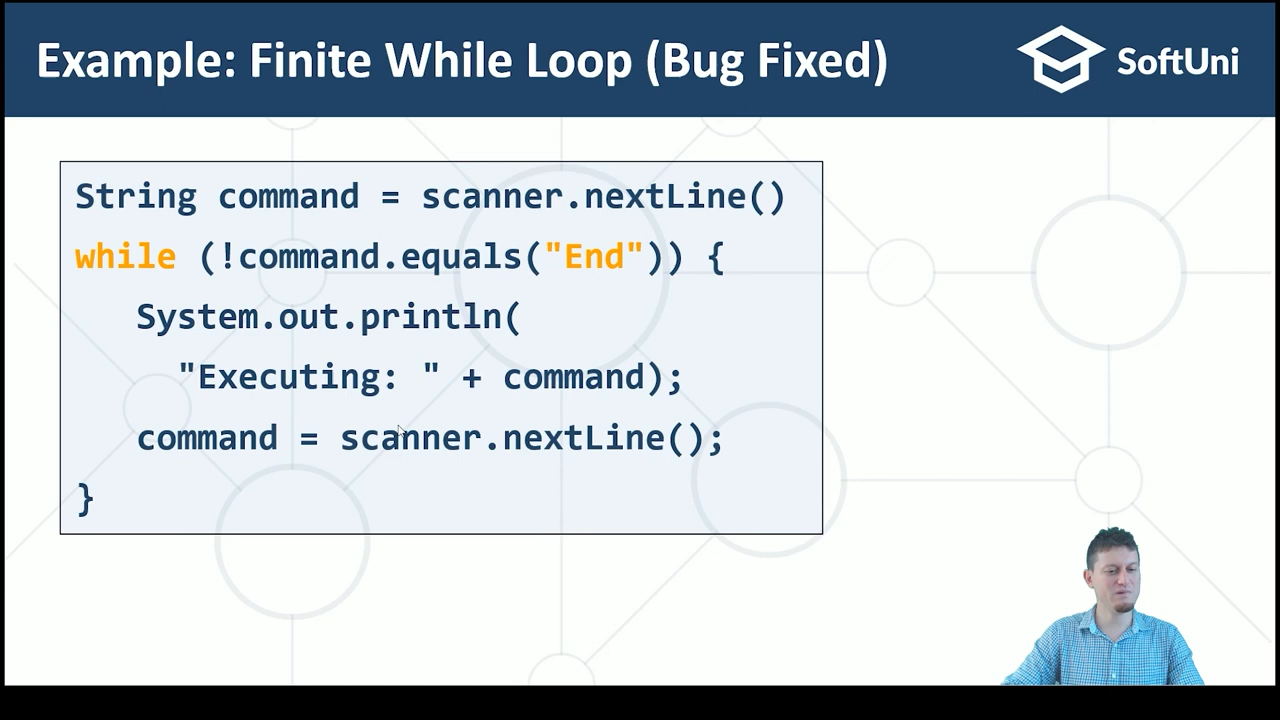 Example: Finite While Loop (Bug Fixed)
SoftUni
String command = scanner.nextLine()
while (!command.equals("End")) {
   System.out.println(
     "Executing: " + command);
   command = scanner.nextLine();
}